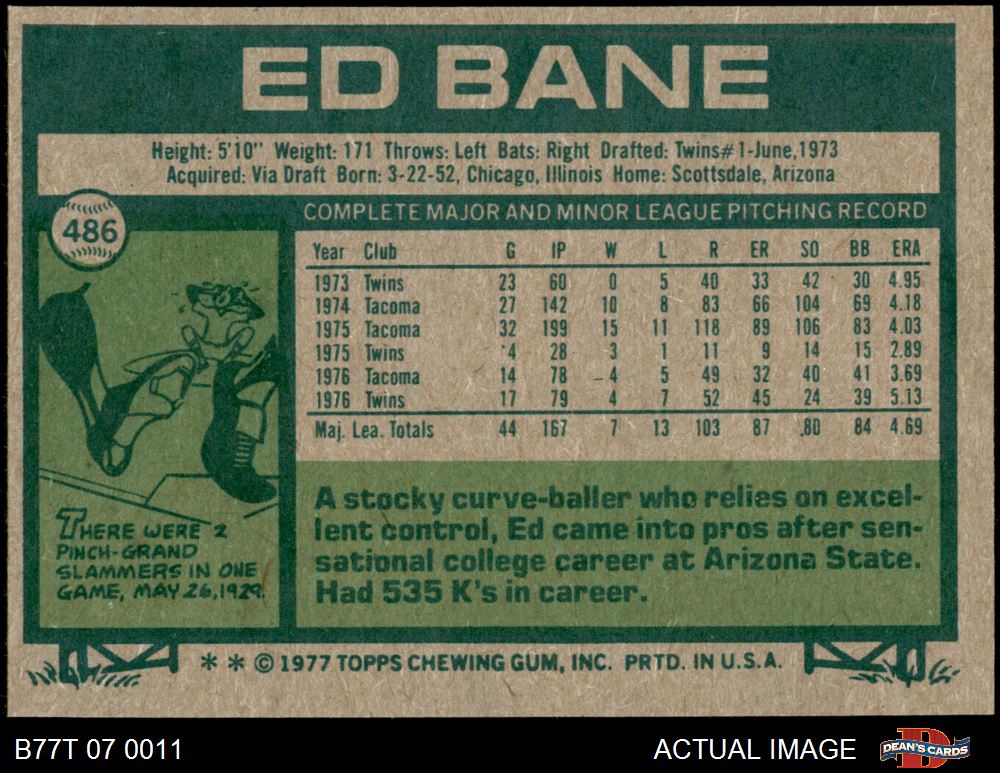 ED BANE
Height: 5'10" Weight: 171 Throws: Left Bats: Right Drafted: Twins#1-June,1973
Acquired: Via Draft Born: 3-22-52, Chicago, Illinois Home: Scottsdale, Arizona
486
COMPLETE MAJOR AND MINOR LEAGUE PITCHING RECORD
Year Club G IP W L R ER SO BB ERA
1973 Twins 23 60 0 5 40 33 42 30 4.95
1974 Tacoma 27 142 10 8 83 66 104 69 4.18
1975 Tacoma 32 199 15 11 118 89 106 83 4.03
1975 Twins 4 28 3 1 11 9 14 15 2.89
1976 Tacoma 14 78 4 5 49 32 40 41 3.69
1976 Twins 17 79 4 7 52 45 24 39 5.13
Maj. Lea. Totals 44 167 7 13 103 87 80 84 4.69
THERE WERE 2
PINCH-GRAND
SLAMMERS IN ONE
GAME, MAY 26, 1929.
A stocky curve-baller who relies on excel-
lent control, Ed came into pros after sen-
sational college career at Arizona State.
Had 535 K's in career.
* * © 1977 TOPPS CHEWING GUM, INC. PRTD. IN U.S.A.
B77T 07 0011
ACTUAL IMAGE
DEAN'S CARDS